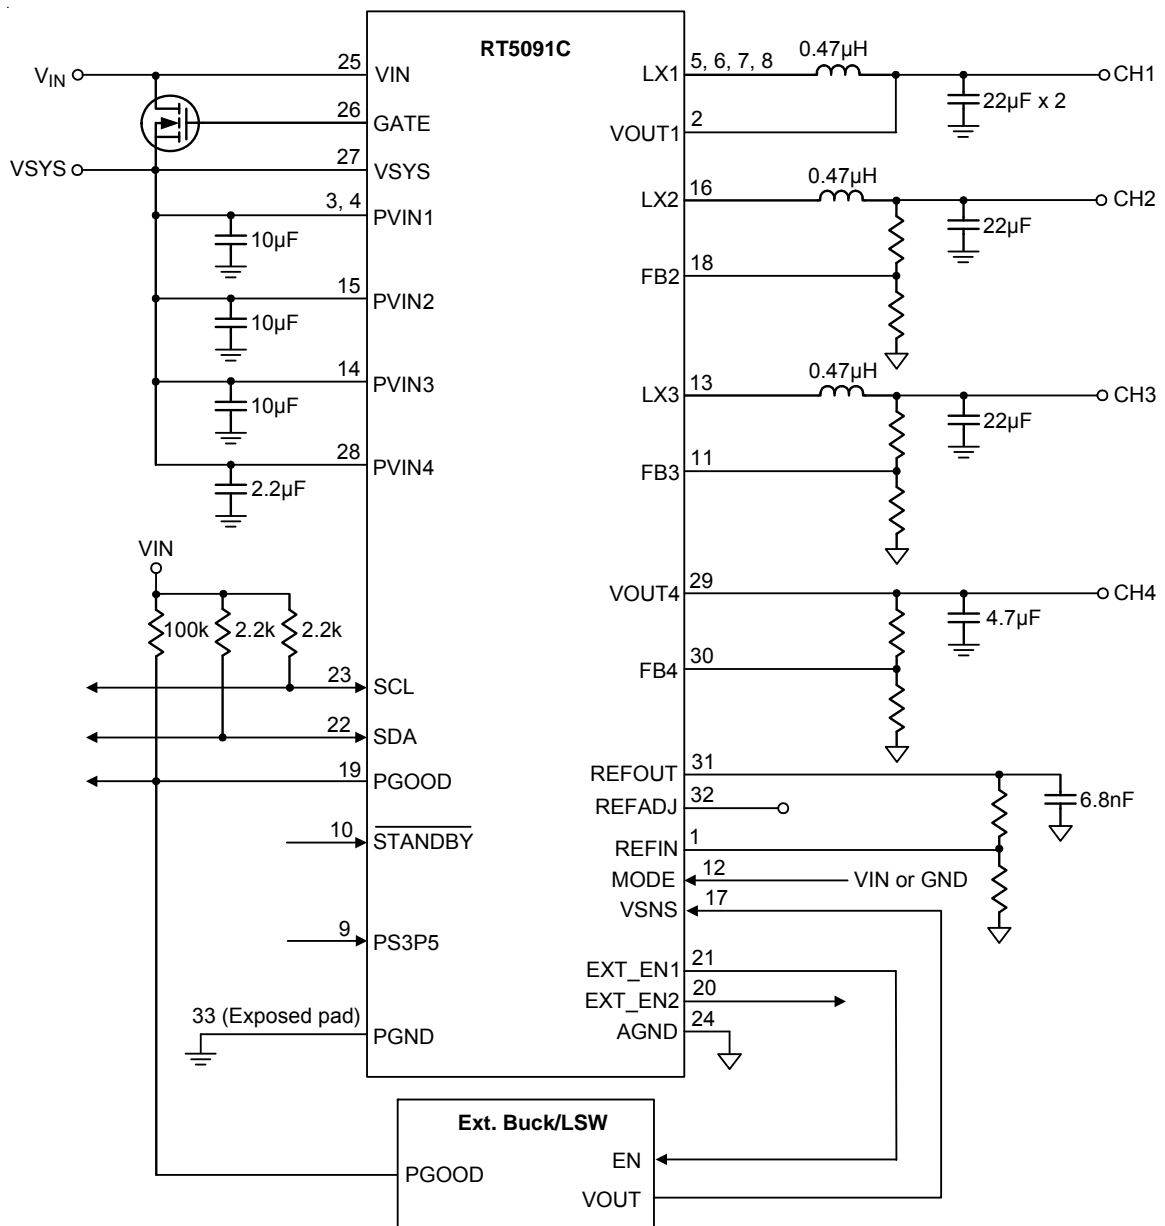 RT5091C
V_IN
25
VIN
26
GATE
VSYS
27
VSYS
3, 4
PVIN1
10µF
15
PVIN2
10µF
14
PVIN3
10µF
28
PVIN4
2.2µF
VIN
100k
2.2k
2.2k
23
SCL
22
SDA
19
PGOOD
10
STANDBY
9
PS3P5
33 (Exposed pad)
PGND
LX1
5, 6, 7, 8
0.47µH
CH1
22µF x 2
VOUT1
2
LX2
16
0.47µH
CH2
22µF
FB2
18
LX3
13
0.47µH
CH3
22µF
FB3
11
VOUT4
29
CH4
4.7µF
FB4
30
REFOUT
31
6.8nF
REFADJ
32
REFIN
1
MODE
12
VIN or GND
VSNS
17
EXT_EN1
21
EXT_EN2
20
AGND
24
Ext. Buck/LSW
PGOOD
EN
VOUT